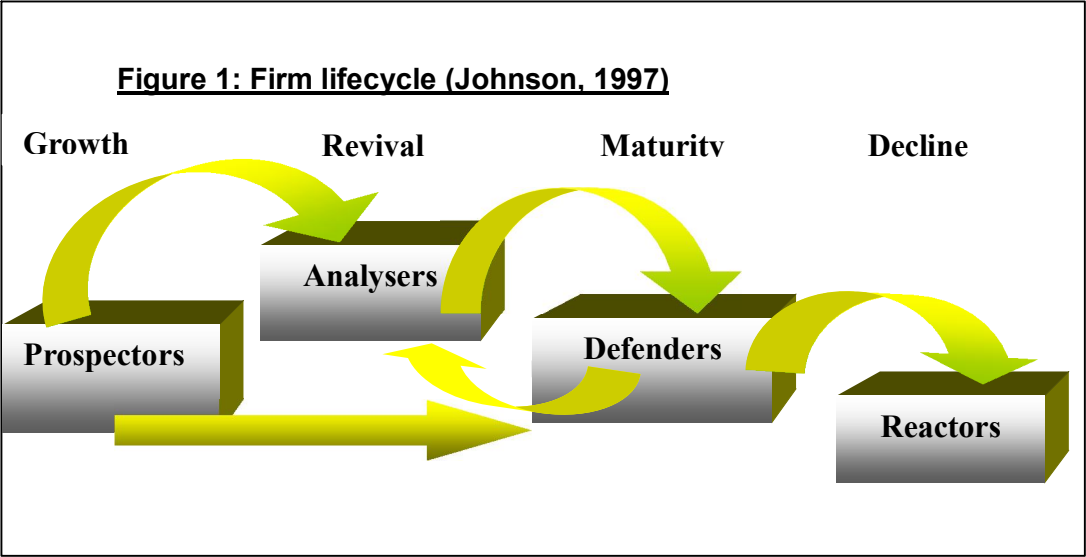 Figure 1: Firm lifecycle (Johnson, 1997)
Growth Revival Maturity Decline
Analysers
Prospectors
Defenders
Reactors